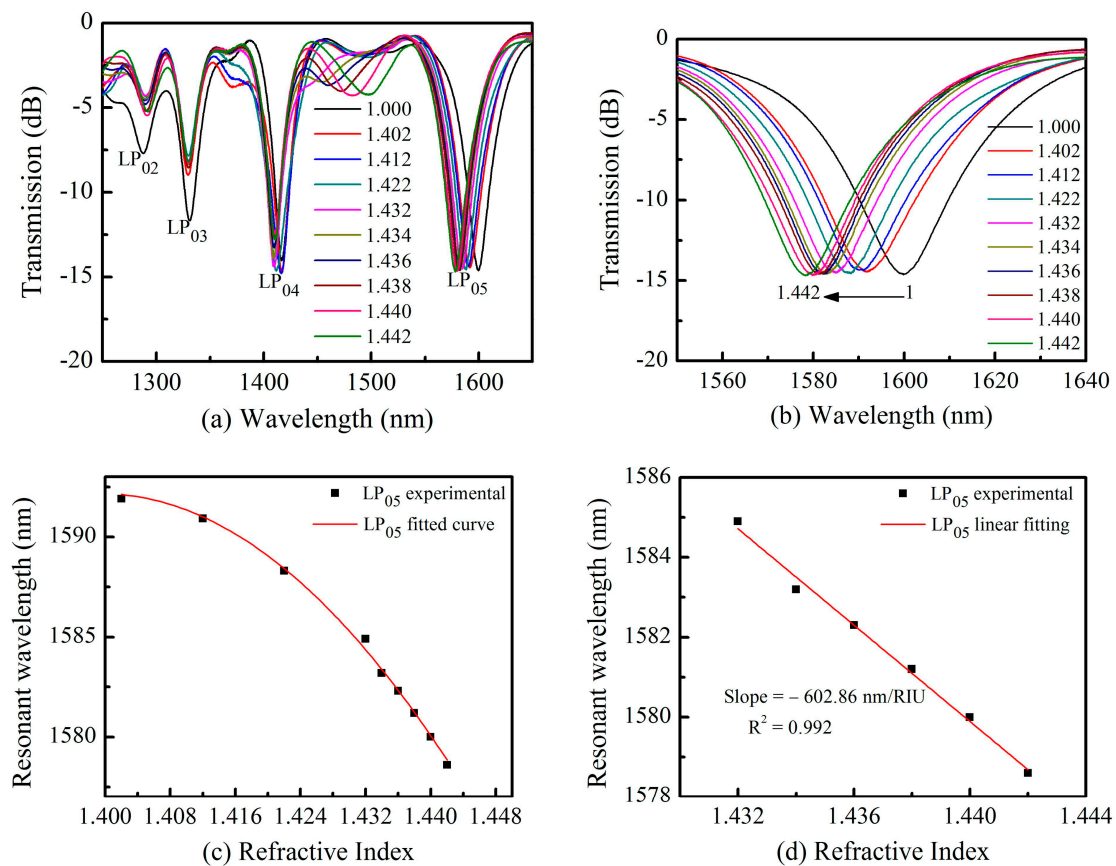 0
-5
-10
-15
-20
Transmission (dB)
LP02
LP03
LP04
LP05
1.000
1.402
1.412
1.422
1.432
1.434
1.436
1.438
1.440
1.442
1300 1400 1500 1600
(a) Wavelength (nm)
0
-5
-10
-15
-20
Transmission (dB)
1.000
1.402
1.412
1.422
1.432
1.434
1.436
1.438
1.440
1.442
1.442 1
1560 1580 1600 1620 1640
(b) Wavelength (nm)
1590
1585
1580
Resonant wavelength (nm)
LP05 experimental
LP05 fitted curve
1.400 1.408 1.416 1.424 1.432 1.440 1.448
(c) Refractive Index
1586
1584
1582
1580
1578
Resonant wavelength (nm)
LP05 experimental
LP05 linear fitting
Slope = – 602.86 nm/RIU
R2 = 0.992
1.432 1.436 1.440 1.444
(d) Refractive Index